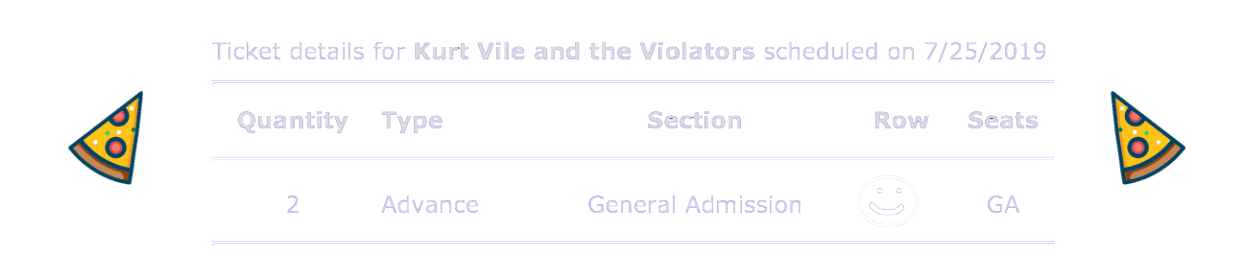 Ticket details for Kurt Vile and the Violators scheduled on 7/25/2019
Quantity Type Section Row Seats
2 Advance General Admission GA